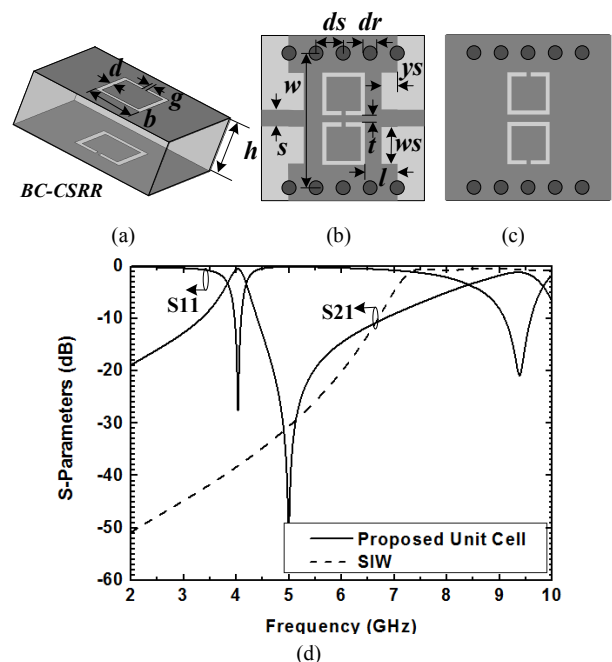 d
g
b
h
BC-CSRR
ds dr
ys
w
s
t
ws
l
(a) (b) (c)
0
-10
-20
-30
-40
-50
-60
S-Parameters (dB)
S11
S21
Proposed Unit Cell
SIW
2 3 4 5 6 7 8 9 10
Frequency (GHz)
(d)